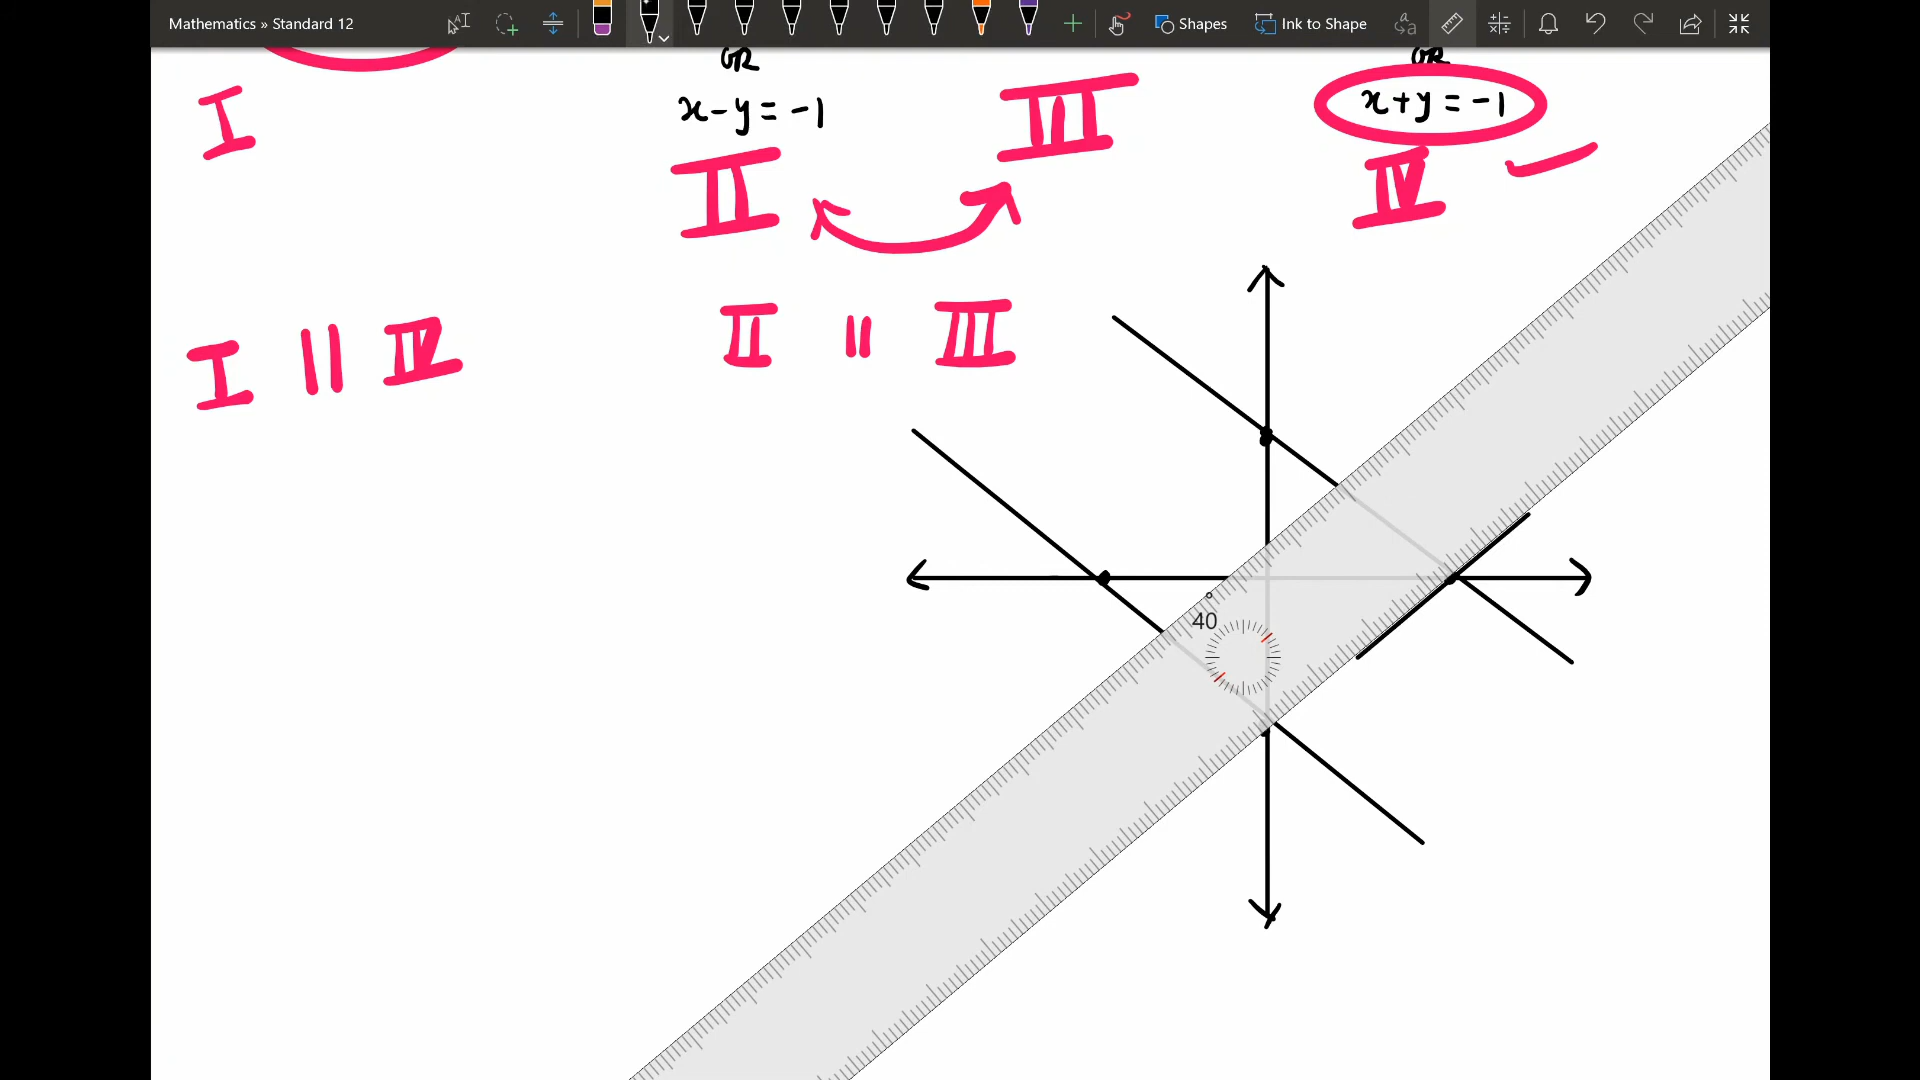 Mathematics » Standard 12
Shapes
Ink to Shape
OR
OR
x-y = -1
x+y = -1
I
II
III
IV
I || IV
II || III
40°